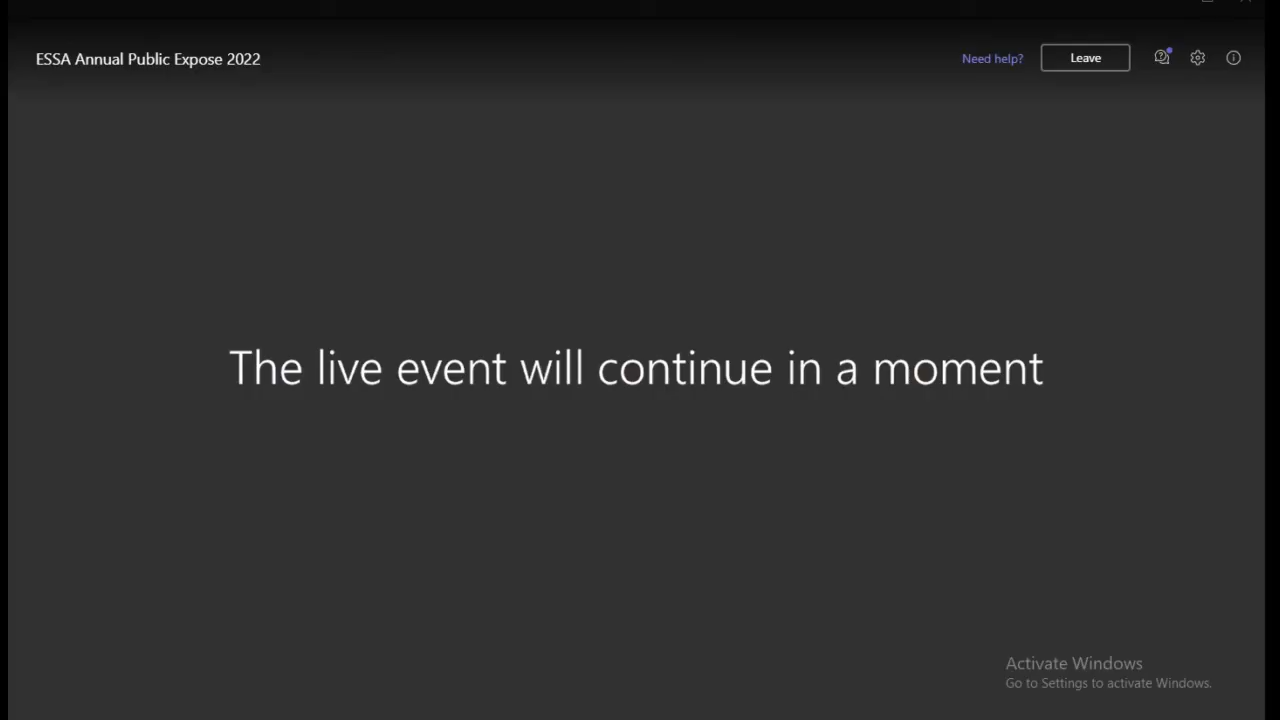 ESSA Annual Public Expose 2022
Need help?
Leave
The live event will continue in a moment
Activate Windows
Go to Settings to activate Windows.